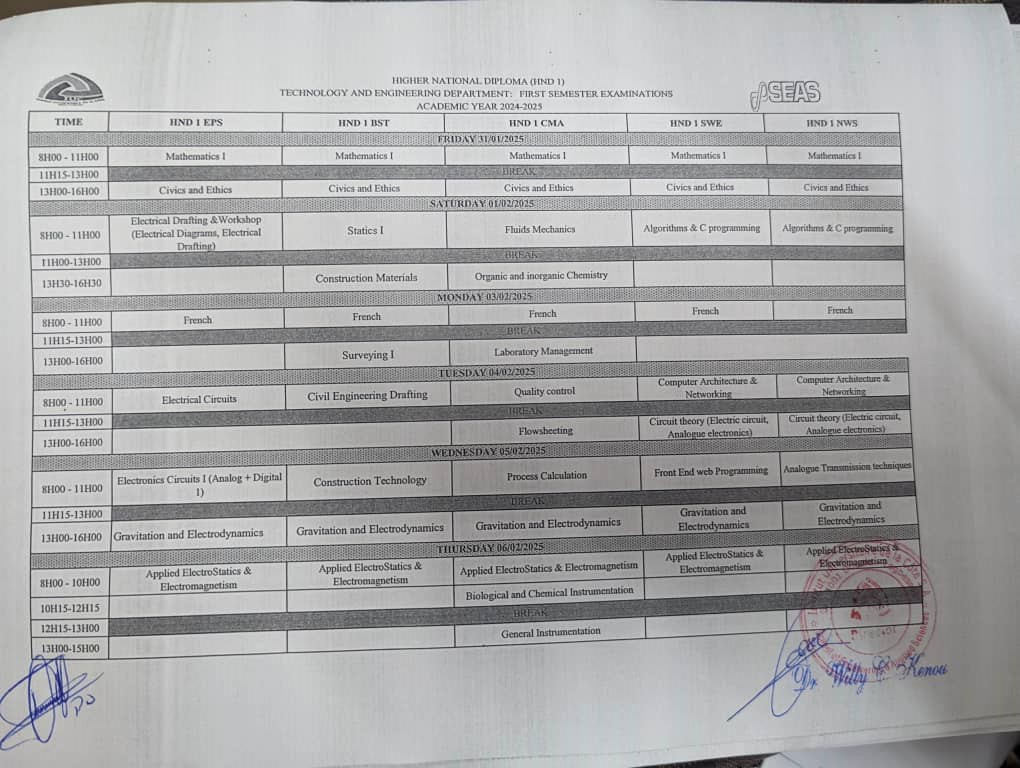 HIGHER NATIONAL DIPLOMA (HND 1)
TECHNOLOGY AND ENGINEERING DEPARTMENT: FIRST SEMESTER EXAMINATIONS
SEAS
ACADEMIC YEAR 2024-2025
TIME HND 1 EPS HND 1 BST HND 1 CMA HND 1 SWE HND 1 NWS
FRIDAY 31/01/2025
8H00 - 11H00 Mathematics I Mathematics I Mathematics I Mathematics I Mathematics I
11H15-13H00 BREAK
13H00-16H00 Civics and Ethics Civics and Ethics Civics and Ethics Civics and Ethics Civics and Ethics
SATURDAY 01/02/2025
8H00 - 11H00 Electrical Drafting &Workshop
(Electrical Diagrams, Electrical
Drafting) Statics I Fluids Mechanics Algorithms & C programming Algorithms & C programming
11H00-13H00 BREAK
13H30-16H30 Construction Materials Organic and inorganic Chemistry
MONDAY 03/02/2025
8H00 - 11H00 French French French French French
11H15-13H00 BREAK
13H00-16H00 Surveying I Laboratory Management
TUESDAY 04/02/2025
8H00 - 11H00 Electrical Circuits Civil Engineering Drafting Quality control Computer Architecture &
Networking Computer Architecture &
Networking
11H15-13H00 BREAK
13H00-16H00 Flowsheeting Circuit theory (Electric circuit,
Analogue electronics) Circuit theory (Electric circuit,
Analogue electronics)
WEDNESDAY 05/02/2025
8H00 - 11H00 Electronics Circuits I (Analog + Digital
1) Construction Technology Process Calculation Front End web Programming Analogue Transmission techniques
11H15-13H00 BREAK
13H00-16H00 Gravitation and Electrodynamics Gravitation and Electrodynamics Gravitation and Electrodynamics Gravitation and
Electrodynamics Gravitation and
Electrodynamics
THURSDAY 06/02/2025
8H00 - 10H00 Applied ElectroStatics &
Electromagnetism Applied ElectroStatics &
Electromagnetism Applied ElectroStatics & Electromagnetism Applied ElectroStatics &
Electromagnetism Applied ElectroStatics &
Electromagnetism
10H15-12H15 Biological and Chemical Instrumentation
12H15-13H00 BREAK
13H00-15H00 General Instrumentation
Dr Willy C. Kenou